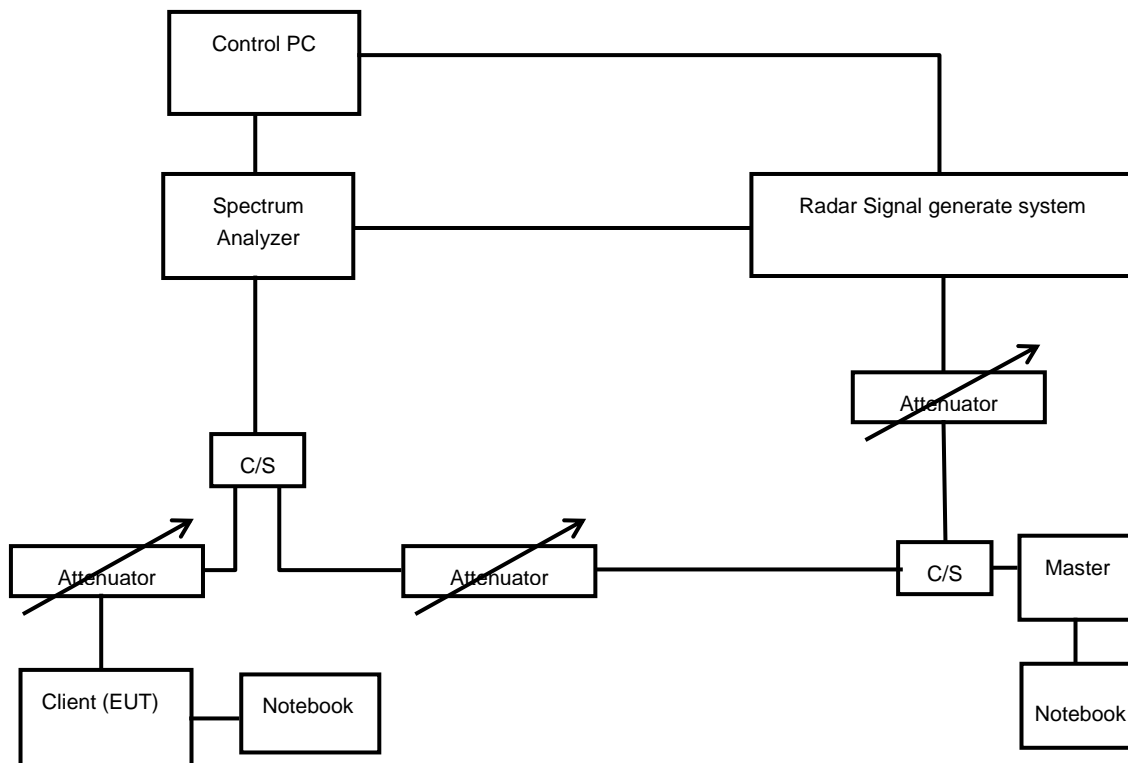 Control PC
Spectrum
Analyzer
Radar Signal generate system
Attenuator
C/S
Attenuator
Attenuator
C/S
Master
Client (EUT)
Notebook
Notebook